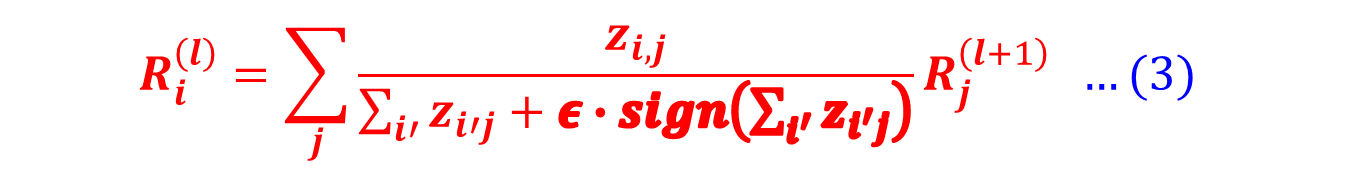 R_i^{(l)} = \sum_j \frac{z_{i,j}}{\sum_{i'} z_{i'j} + \epsilon \cdot sign(\sum_{i'} z_{i'j})} R_j^{(l+1)} ... (3)